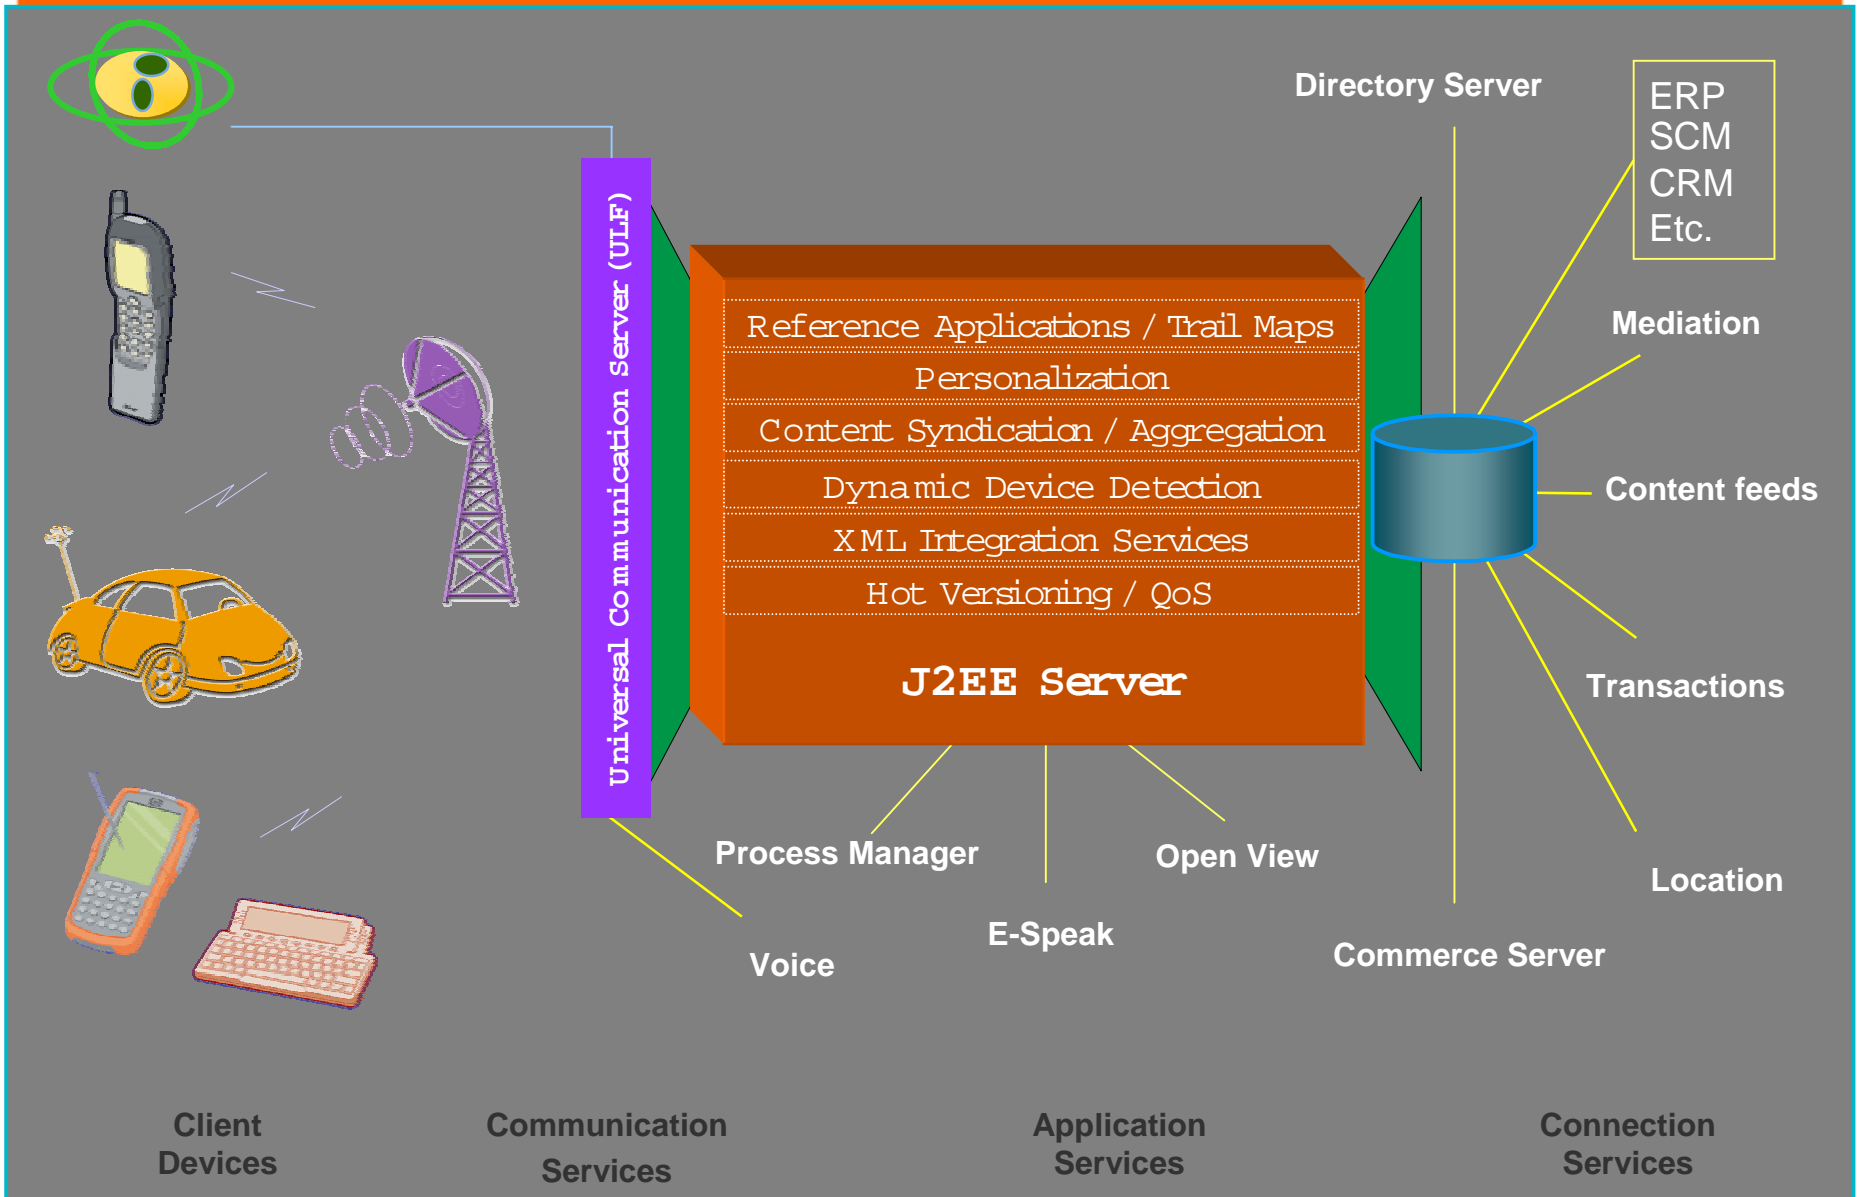 Directory Server
ERP
SCM
CRM
Etc.
Universal Communication Server (ULF)
Reference Applications / Trail Maps
Personalization
Content Syndication / Aggregation
Dynamic Device Detection
XML Integration Services
Hot Versioning / QoS
J2EE Server
Mediation
Content feeds
Transactions
Location
Process Manager
Open View
E-Speak
Voice
Commerce Server
Client
Devices
Communication
Services
Application
Services
Connection
Services